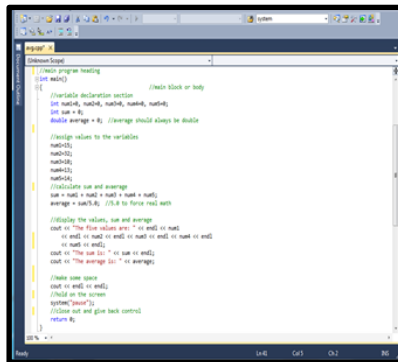 system
avg.cpp* X
(Unknown Scope)
Document Outline
//main program heading
int main()
{ //main block or body
//variable declaration section
int num1=0, num2=0, num3=0, num4=0, num5=0;
int sum = 0;
double average = 0; //average should always be double
//assign values to the variables
num1=15;
num2=32;
num3=10;
num4=13;
num5=14;
//calculate sum and avaerage
sum = num1 + num2 + num3 + num4 + num5;
average = sum/5.0; //5.0 to force real math
//display the values, sum and average
cout << "The five values are: " << endl << num1
<< endl << num2 << endl << num3 << endl << num4 << endl
<< num5 << endl;
cout << "The sum is: " << sum << endl;
cout << "The average is: " << average;
//make some space
cout << endl << endl;
//hold on the screen
system("pause");
//close out and give back control
return 0;
}
100 %
Ready Ln 41 Col 5 Ch 2 INS